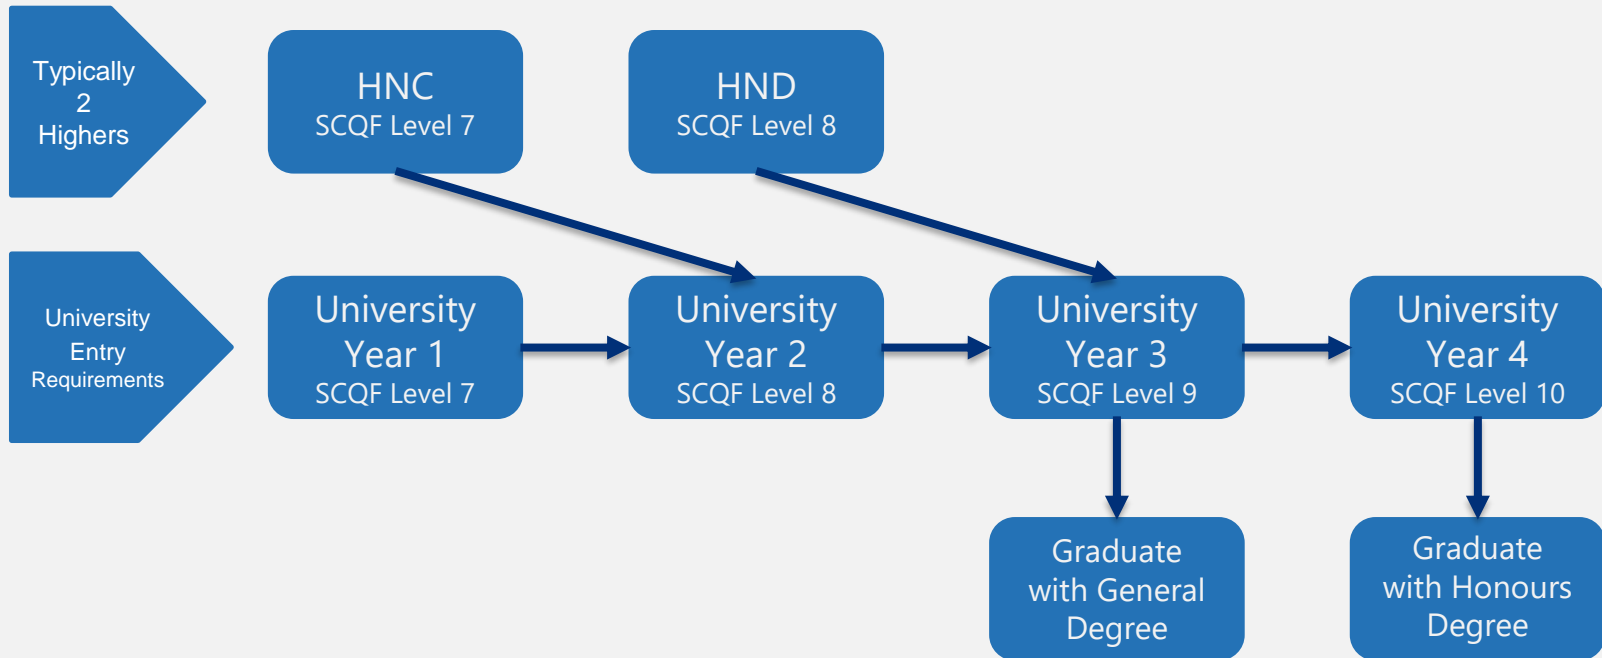 Typically
2
Highers
HNC
SCQF Level 7
HND
SCQF Level 8
University
Entry
Requirements
University
Year 1
SCQF Level 7
University
Year 2
SCQF Level 8
University
Year 3
SCQF Level 9
University
Year 4
SCQF Level 10
Graduate
with General
Degree
Graduate
with Honours
Degree